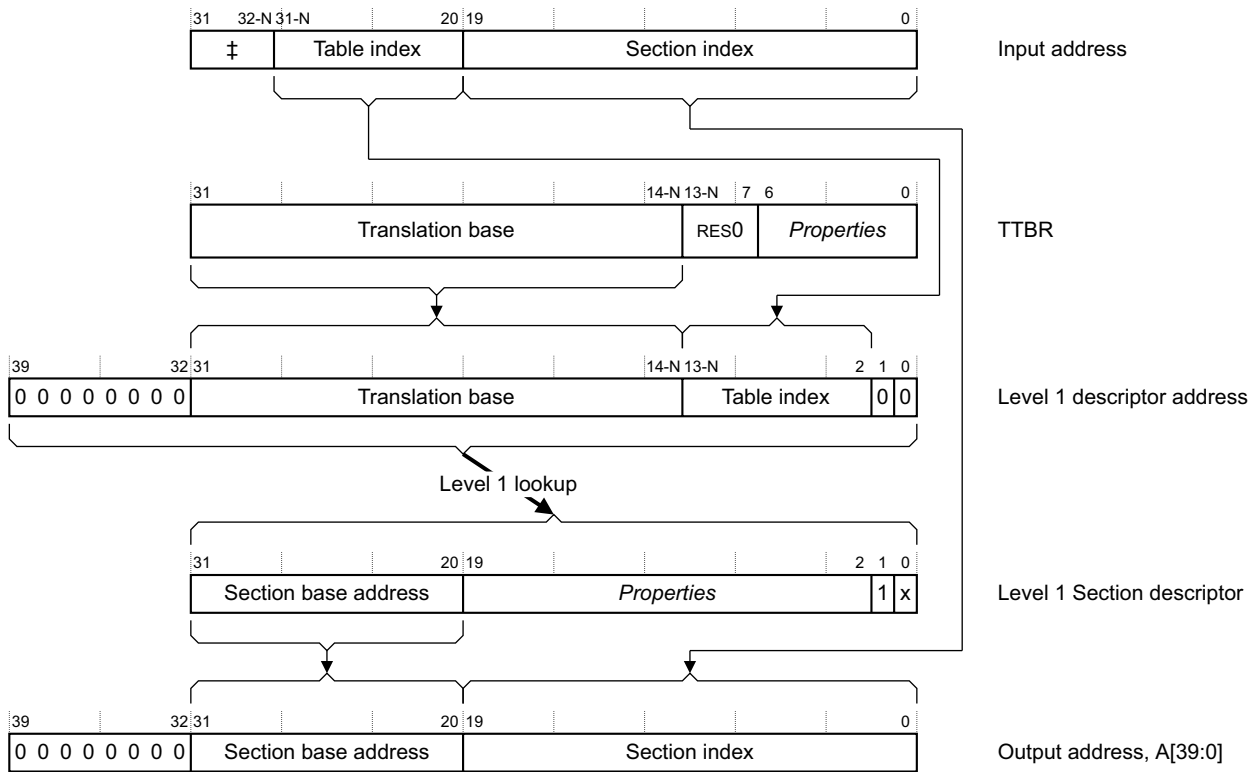 31 32-N 31-N 20 19 0
‡ Table index Section index Input address
31 14-N 13-N 7 6 0
Translation base RES0 Properties TTBR
39 32 31 14-N 13-N 2 1 0
0 0 0 0 0 0 0 0 Translation base Table index 0 0 Level 1 descriptor address
Level 1 lookup
31 20 19 2 1 0
Section base address Properties 1 x Level 1 Section descriptor
39 32 31 20 19 0
0 0 0 0 0 0 0 0 Section base address Section index Output address, A[39:0]